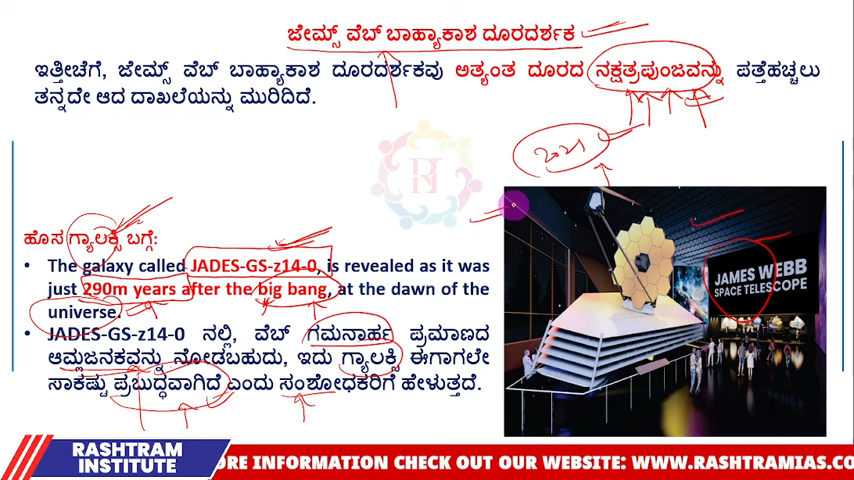 ಜೇಮ್ಸ್ ವೆಬ್ ಬಾಹ್ಯಾಕಾಶ ದೂರದರ್ಶಕ
ಇತ್ತೀಚೆಗೆ, ಜೇಮ್ಸ್ ವೆಬ್ ಬಾಹ್ಯಾಕಾಶ ದೂರದರ್ಶಕವು ಅತ್ಯಂತ ದೂರದ ನಕ್ಷತ್ರಪುಂಜವನ್ನು ಪತ್ತೆಹಚ್ಚಲು
ತನ್ನದೇ ಆದ ದಾಖಲೆಯನ್ನು ಮುರಿದಿದೆ.
2021
ಹೊಸ ಗ್ಯಾಲಕ್ಸಿ ಬಗ್ಗೆ:
• The galaxy called JADES-GS-z14-0, is revealed as it was
just 290m years after the big bang, at the dawn of the
universe.
• JADES-GS-z14-0 ನಲ್ಲಿ, ವೆಬ್ ಗಮನಾರ್ಹ ಪ್ರಮಾಣದ
ಆಮ್ಲಜನಕವನ್ನು ನೋಡಬಹುದು, ಇದು ಗ್ಯಾಲಕ್ಸಿ ಈಗಾಗಲೇ
ಸಾಕಷ್ಟು ಪ್ರಬುದ್ಧವಾಗಿದೆ ಎಂದು ಸಂಶೋಧಕರಿಗೆ ಹೇಳುತ್ತದೆ.
JAMES WEBB
SPACE TELESCOPE
RASHTRAM
INSTITUTE
ORE INFORMATION CHECK OUT OUR WEBSITE: WWW.RASHTRAMIAS.CO